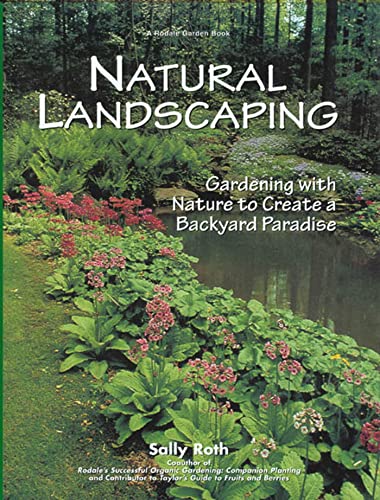 A Rodale Garden Book
NATURAL
LANDSCAPING
Gardening with
Nature to Create a
Backyard Paradise
Sally Roth
Coauthor of
Rodale's Successful Organic Gardening: Companion Planting
and Contributor to Taylor's Guide to Fruits and Berries